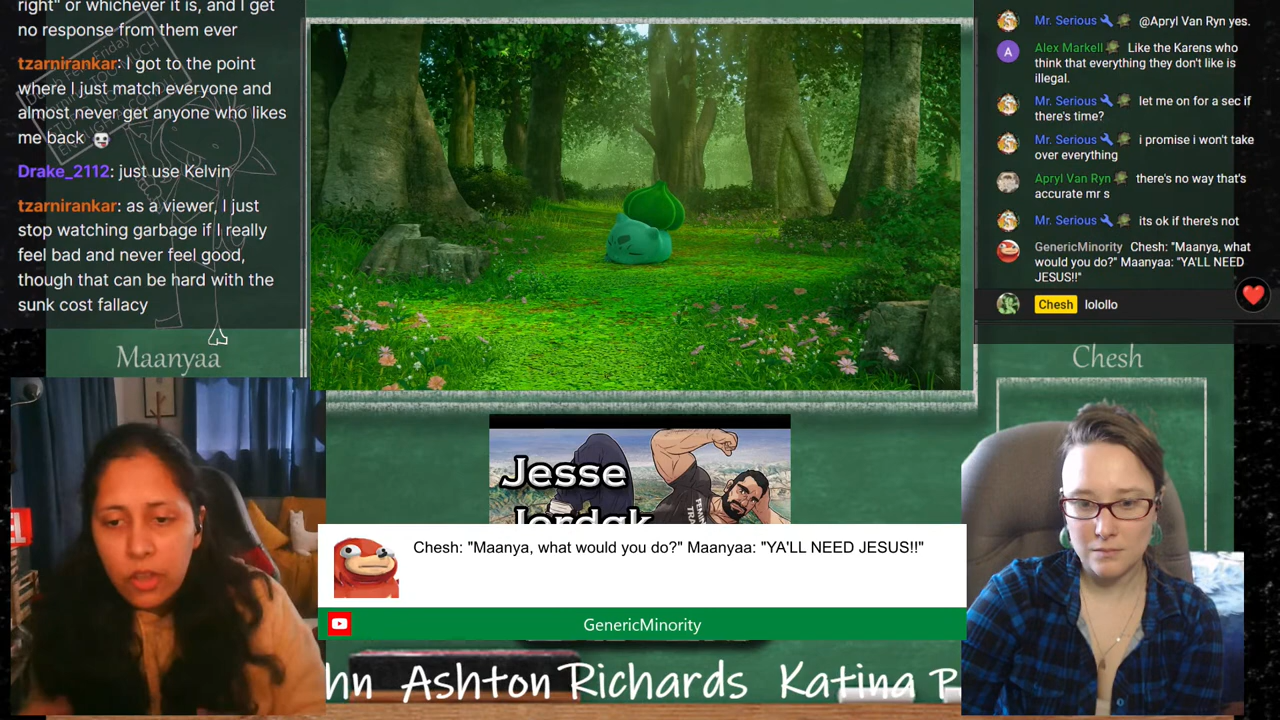 right" or whichever it is, and I get
no response from them ever
tzarnirankar: I got to the point
where I just match everyone and
almost never get anyone who likes
me back
Drake_2112: just use Kelvin
tzarnirankar: as a viewer, I just
stop watching garbage if I really
feel bad and never feel good,
though that can be hard with the
sunk cost fallacy
Maanyaa
Mr. Serious @Apryl Van Ryn yes.
Alex Markell Like the Karens who
think that everything they don't like is
illegal.
Mr. Serious let me on for a sec if
there's time?
Mr. Serious i promise i won't take
over everything
Apryl Van Ryn there's no way that's
accurate mr s
Mr. Serious its ok if there's not
GenericMinority Chesh: "Maanya, what
would you do?" Maanyaa: "YA'LL NEED
JESUS!!"
Chesh lolollo
Chesh
A
Jesse
Jordak
Chesh: "Maanya, what would you do?" Maanyaa: "YA'LL NEED JESUS!!"
GenericMinority
hn Ashton Richards Katina P